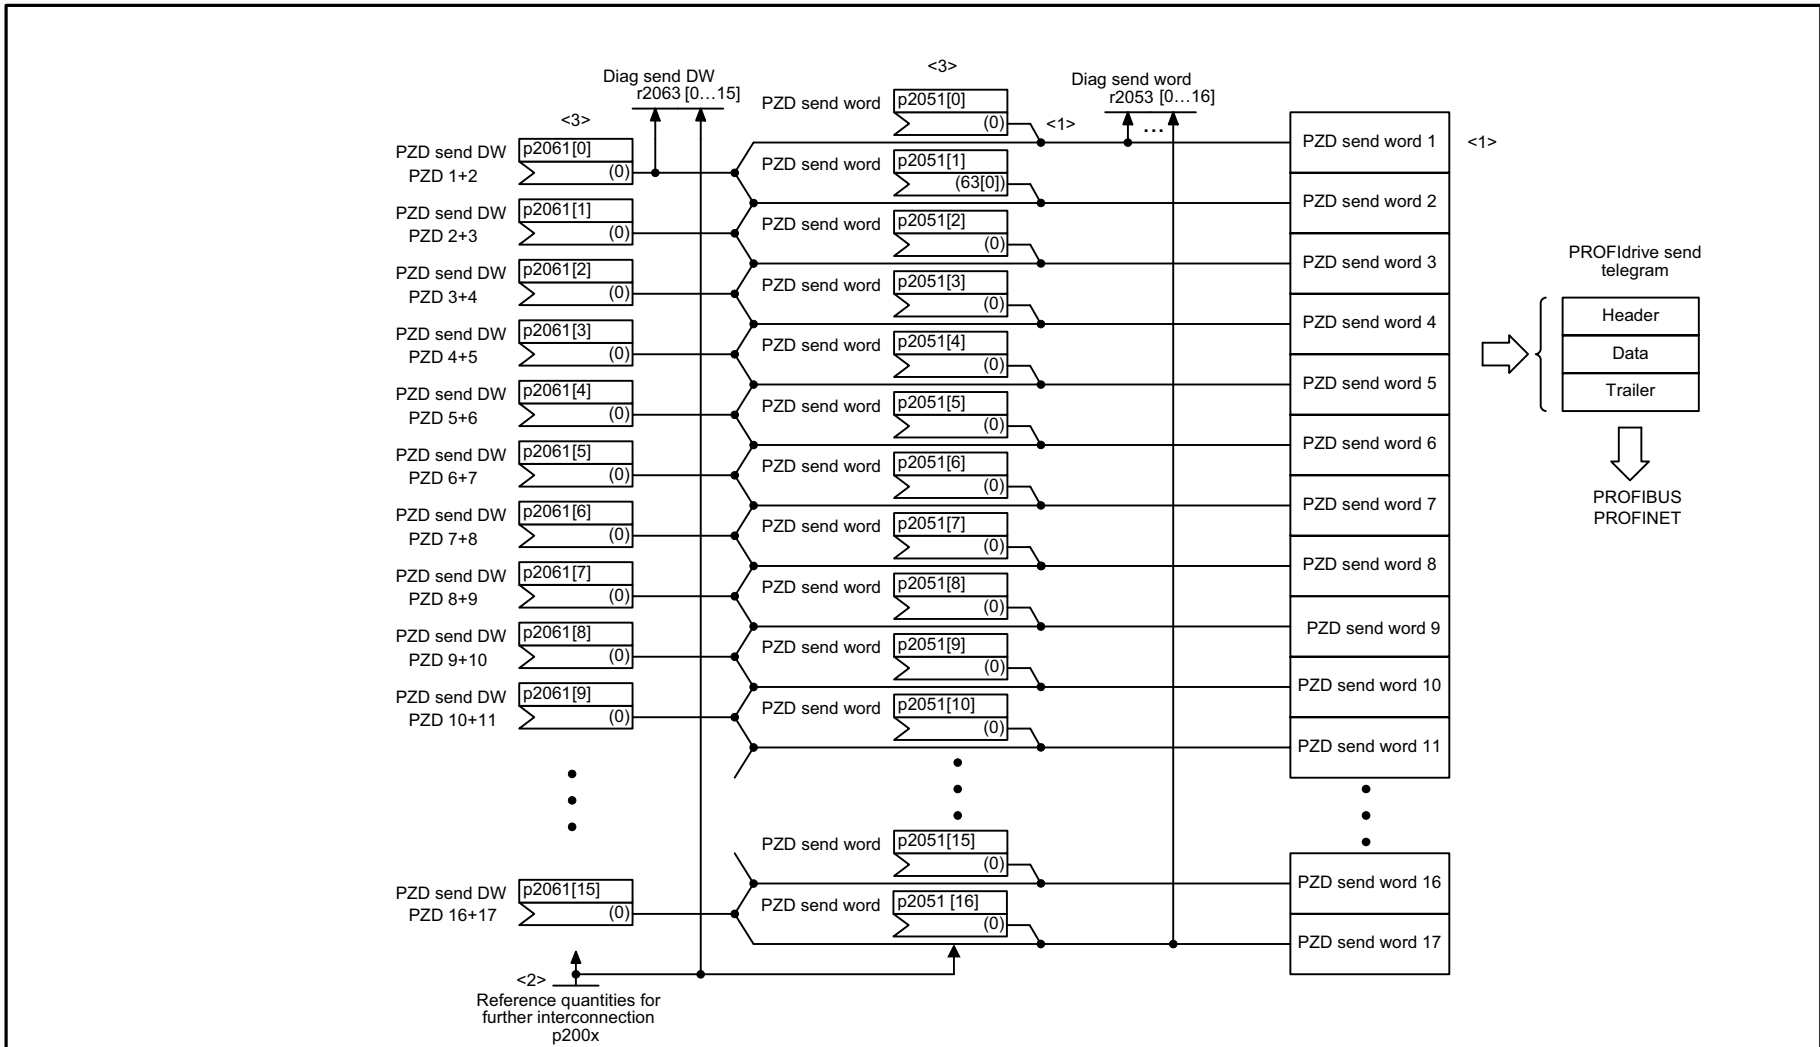 <3>
Diag send DW
r2063 [0...15]
Diag send word
r2053 [0...16]
<3>
<1>
...
<1>
PZD send DW
PZD 1+2
p2061[0]
(0)
PZD send DW
PZD 2+3
p2061[1]
(0)
PZD send DW
PZD 3+4
p2061[2]
(0)
PZD send DW
PZD 4+5
p2061[3]
(0)
PZD send DW
PZD 5+6
p2061[4]
(0)
PZD send DW
PZD 6+7
p2061[5]
(0)
PZD send DW
PZD 7+8
p2061[6]
(0)
PZD send DW
PZD 8+9
p2061[7]
(0)
PZD send DW
PZD 9+10
p2061[8]
(0)
PZD send DW
PZD 10+11
p2061[9]
(0)
PZD send DW
PZD 16+17
p2061[15]
(0)
<2>
Reference quantities for
further interconnection
p200x
PZD send word
p2051[0]
(0)
PZD send word
p2051[1]
(63[0])
PZD send word
p2051[2]
(0)
PZD send word
p2051[3]
(0)
PZD send word
p2051[4]
(0)
PZD send word
p2051[5]
(0)
PZD send word
p2051[6]
(0)
PZD send word
p2051[7]
(0)
PZD send word
p2051[8]
(0)
PZD send word
p2051[9]
(0)
PZD send word
p2051[10]
(0)
PZD send word
p2051[15]
(0)
PZD send word
p2051 [16]
(0)
PZD send word 1
PZD send word 2
PZD send word 3
PZD send word 4
PZD send word 5
PZD send word 6
PZD send word 7
PZD send word 8
PZD send word 9
PZD send word 10
PZD send word 11
PZD send word 16
PZD send word 17
PROFIdrive send
telegram
Header
Data
Trailer
PROFIBUS
PROFINET